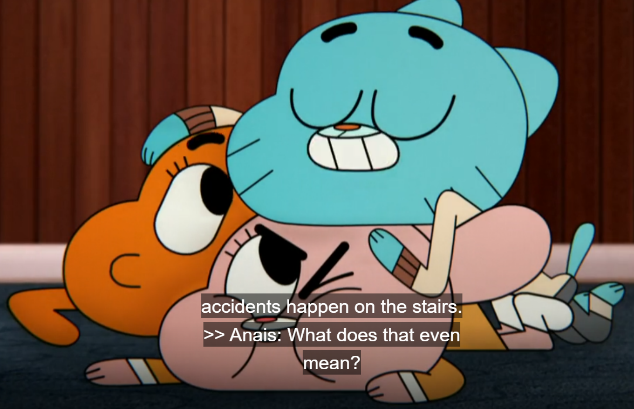 accidents happen on the stairs.
>> Anais: What does that even
mean?